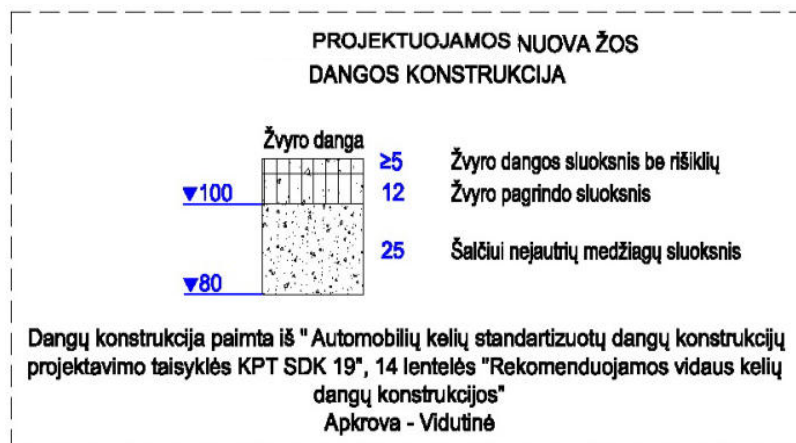 PROJEKTUOJAMOS NUOVA ŽOS
DANGOS KONSTRUKCIJA
Žvyro danga
≥5 Žvyro dangos sluoksnis be rišiklių
▼100 12 Žvyro pagrindo sluoksnis
25 Šalčiui nejautrių medžiagų sluoksnis
▼80
Dangų konstrukcija paimta iš " Automobilių kelių standartizuotų dangų konstrukcijų
projektavimo taisyklės KPT SDK 19", 14 lentelės "Rekomenduojamos vidaus kelių
dangų konstrukcijos"
Apkrova - Vidutinė